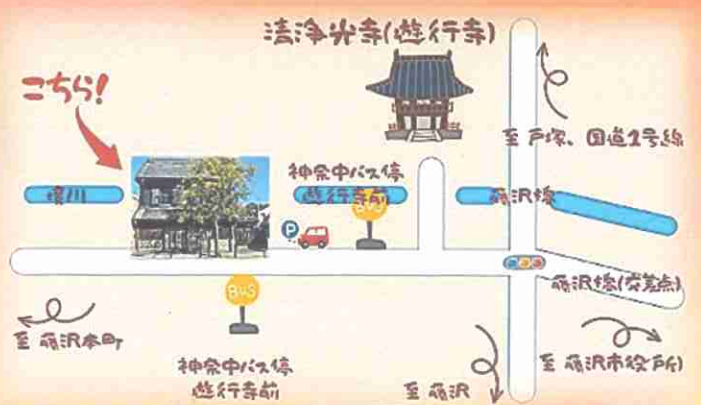 清浄光寺(遊行寺)
こちら!
至 戸塚、国道1号線
神奈中バス停
遊行寺前
BUS
境川
藤沢橋
P
BUS
藤沢橋(交差点)
至 藤沢本町
神奈中バス停
遊行寺前
至 藤沢
至 藤沢市役所)